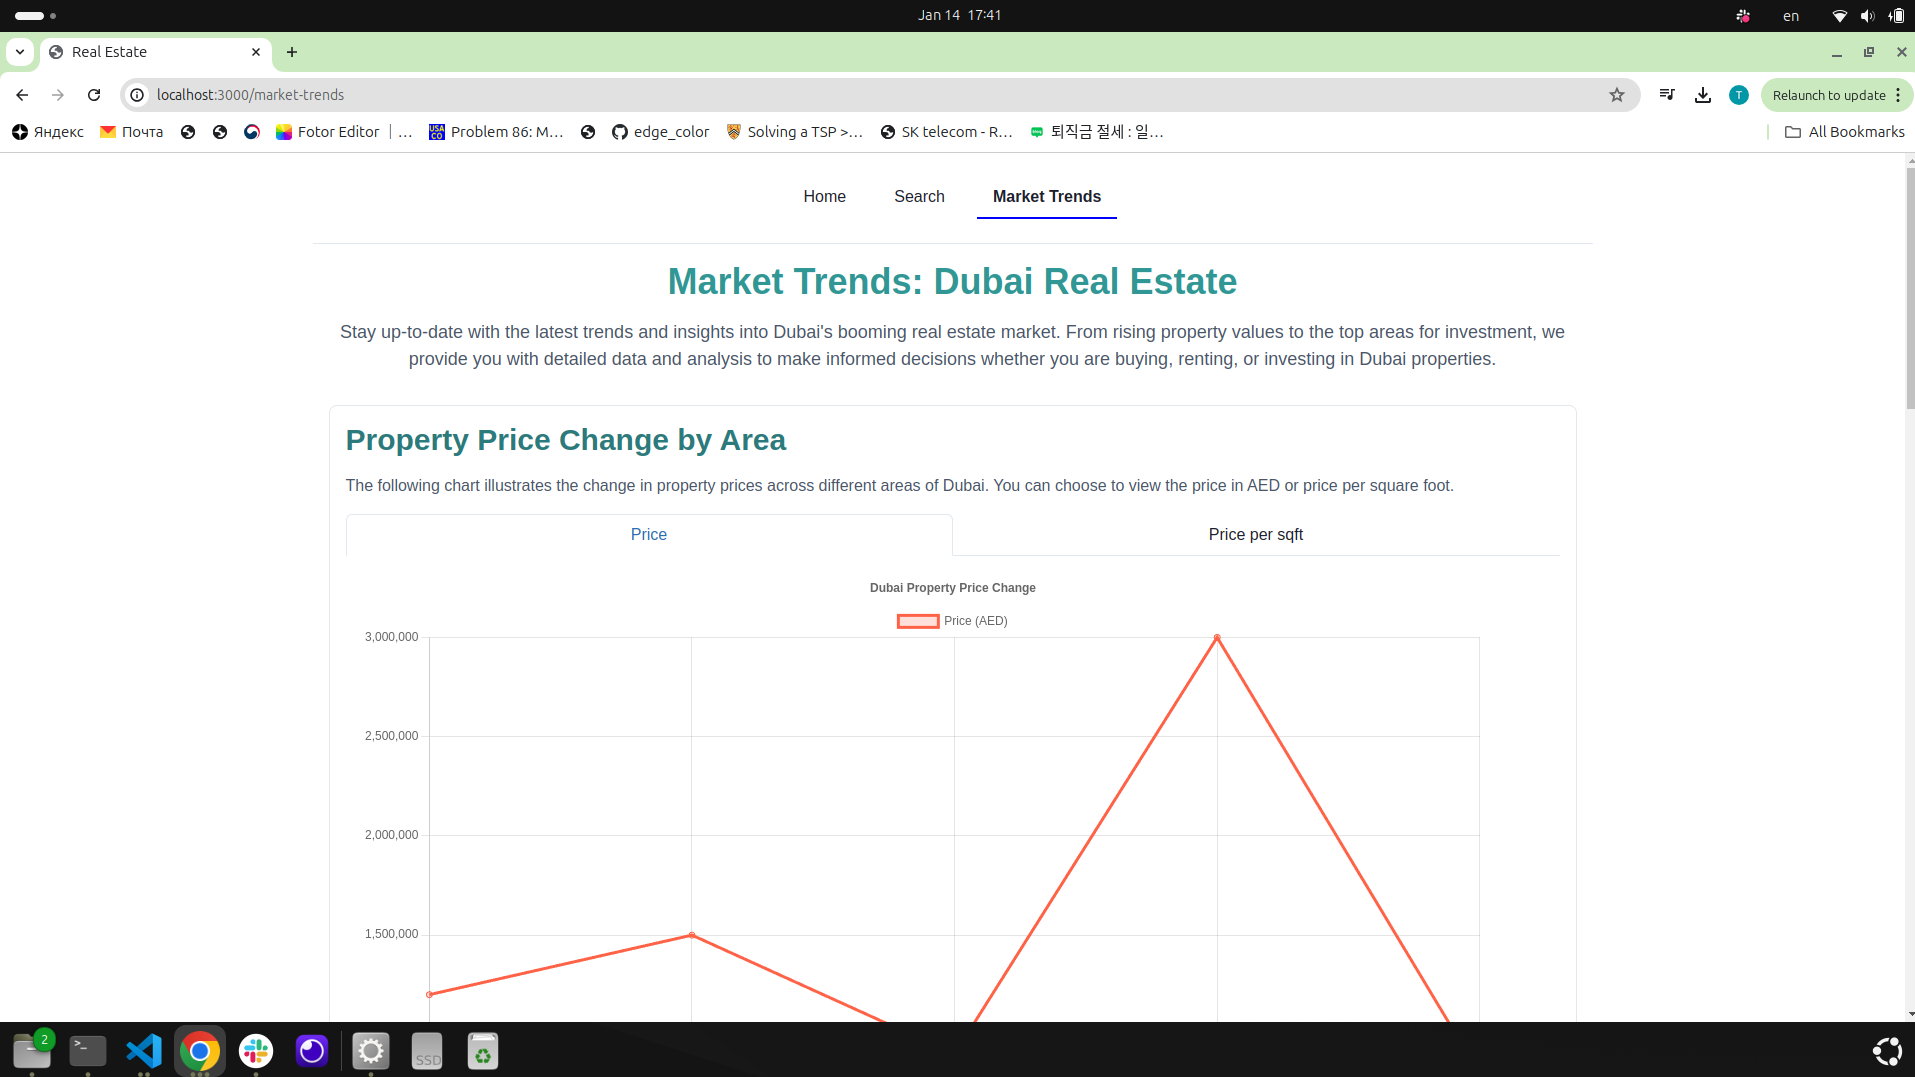 Jan 14 17:41
en
Real Estate
localhost:3000/market-trends
T
Relaunch to update
Яндекс
Почта
Fotor Editor | ...
USA CO
Problem 86: M...
edge_color
Solving a TSP >...
SK telecom - R...
퇴직금 절세 : 일...
All Bookmarks
Home
Search
Market Trends
Market Trends: Dubai Real Estate
Stay up-to-date with the latest trends and insights into Dubai's booming real estate market. From rising property values to the top areas for investment, we
provide you with detailed data and analysis to make informed decisions whether you are buying, renting, or investing in Dubai properties.
Property Price Change by Area
The following chart illustrates the change in property prices across different areas of Dubai. You can choose to view the price in AED or price per square foot.
Price
Price per sqft
Dubai Property Price Change
Price (AED)
3,000,000
2,500,000
2,000,000
1,500,000
2
>_
SSD